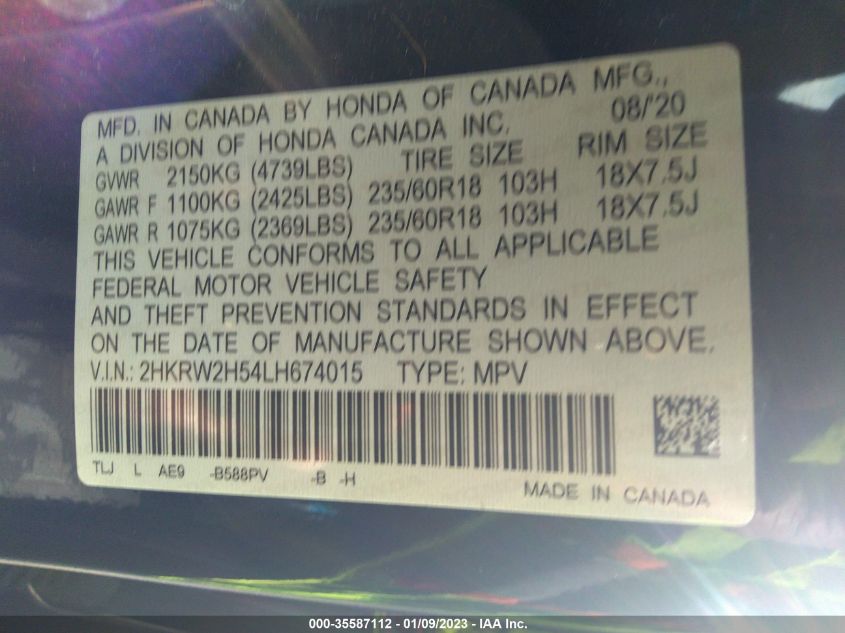 MFD. IN CANADA BY HONDA OF CANADA MFG.,
A DIVISION OF HONDA CANADA INC. 08/'20
GVWR 2150KG (4739LBS) TIRE SIZE RIM SIZE
GAWR F 1100KG (2425LBS) 235/60R18 103H 18X7.5J
GAWR R 1075KG (2369LBS) 235/60R18 103H 18X7.5J
THIS VEHICLE CONFORMS TO ALL APPLICABLE
FEDERAL MOTOR VEHICLE SAFETY
AND THEFT PREVENTION STANDARDS IN EFFECT
ON THE DATE OF MANUFACTURE SHOWN ABOVE.
V.I.N.: 2HKRW2H54LH674015 TYPE: MPV
TLJ L AE9 -B588PV -B -H
MADE IN CANADA
000-35587112 - 01/09/2023 - IAA Inc.